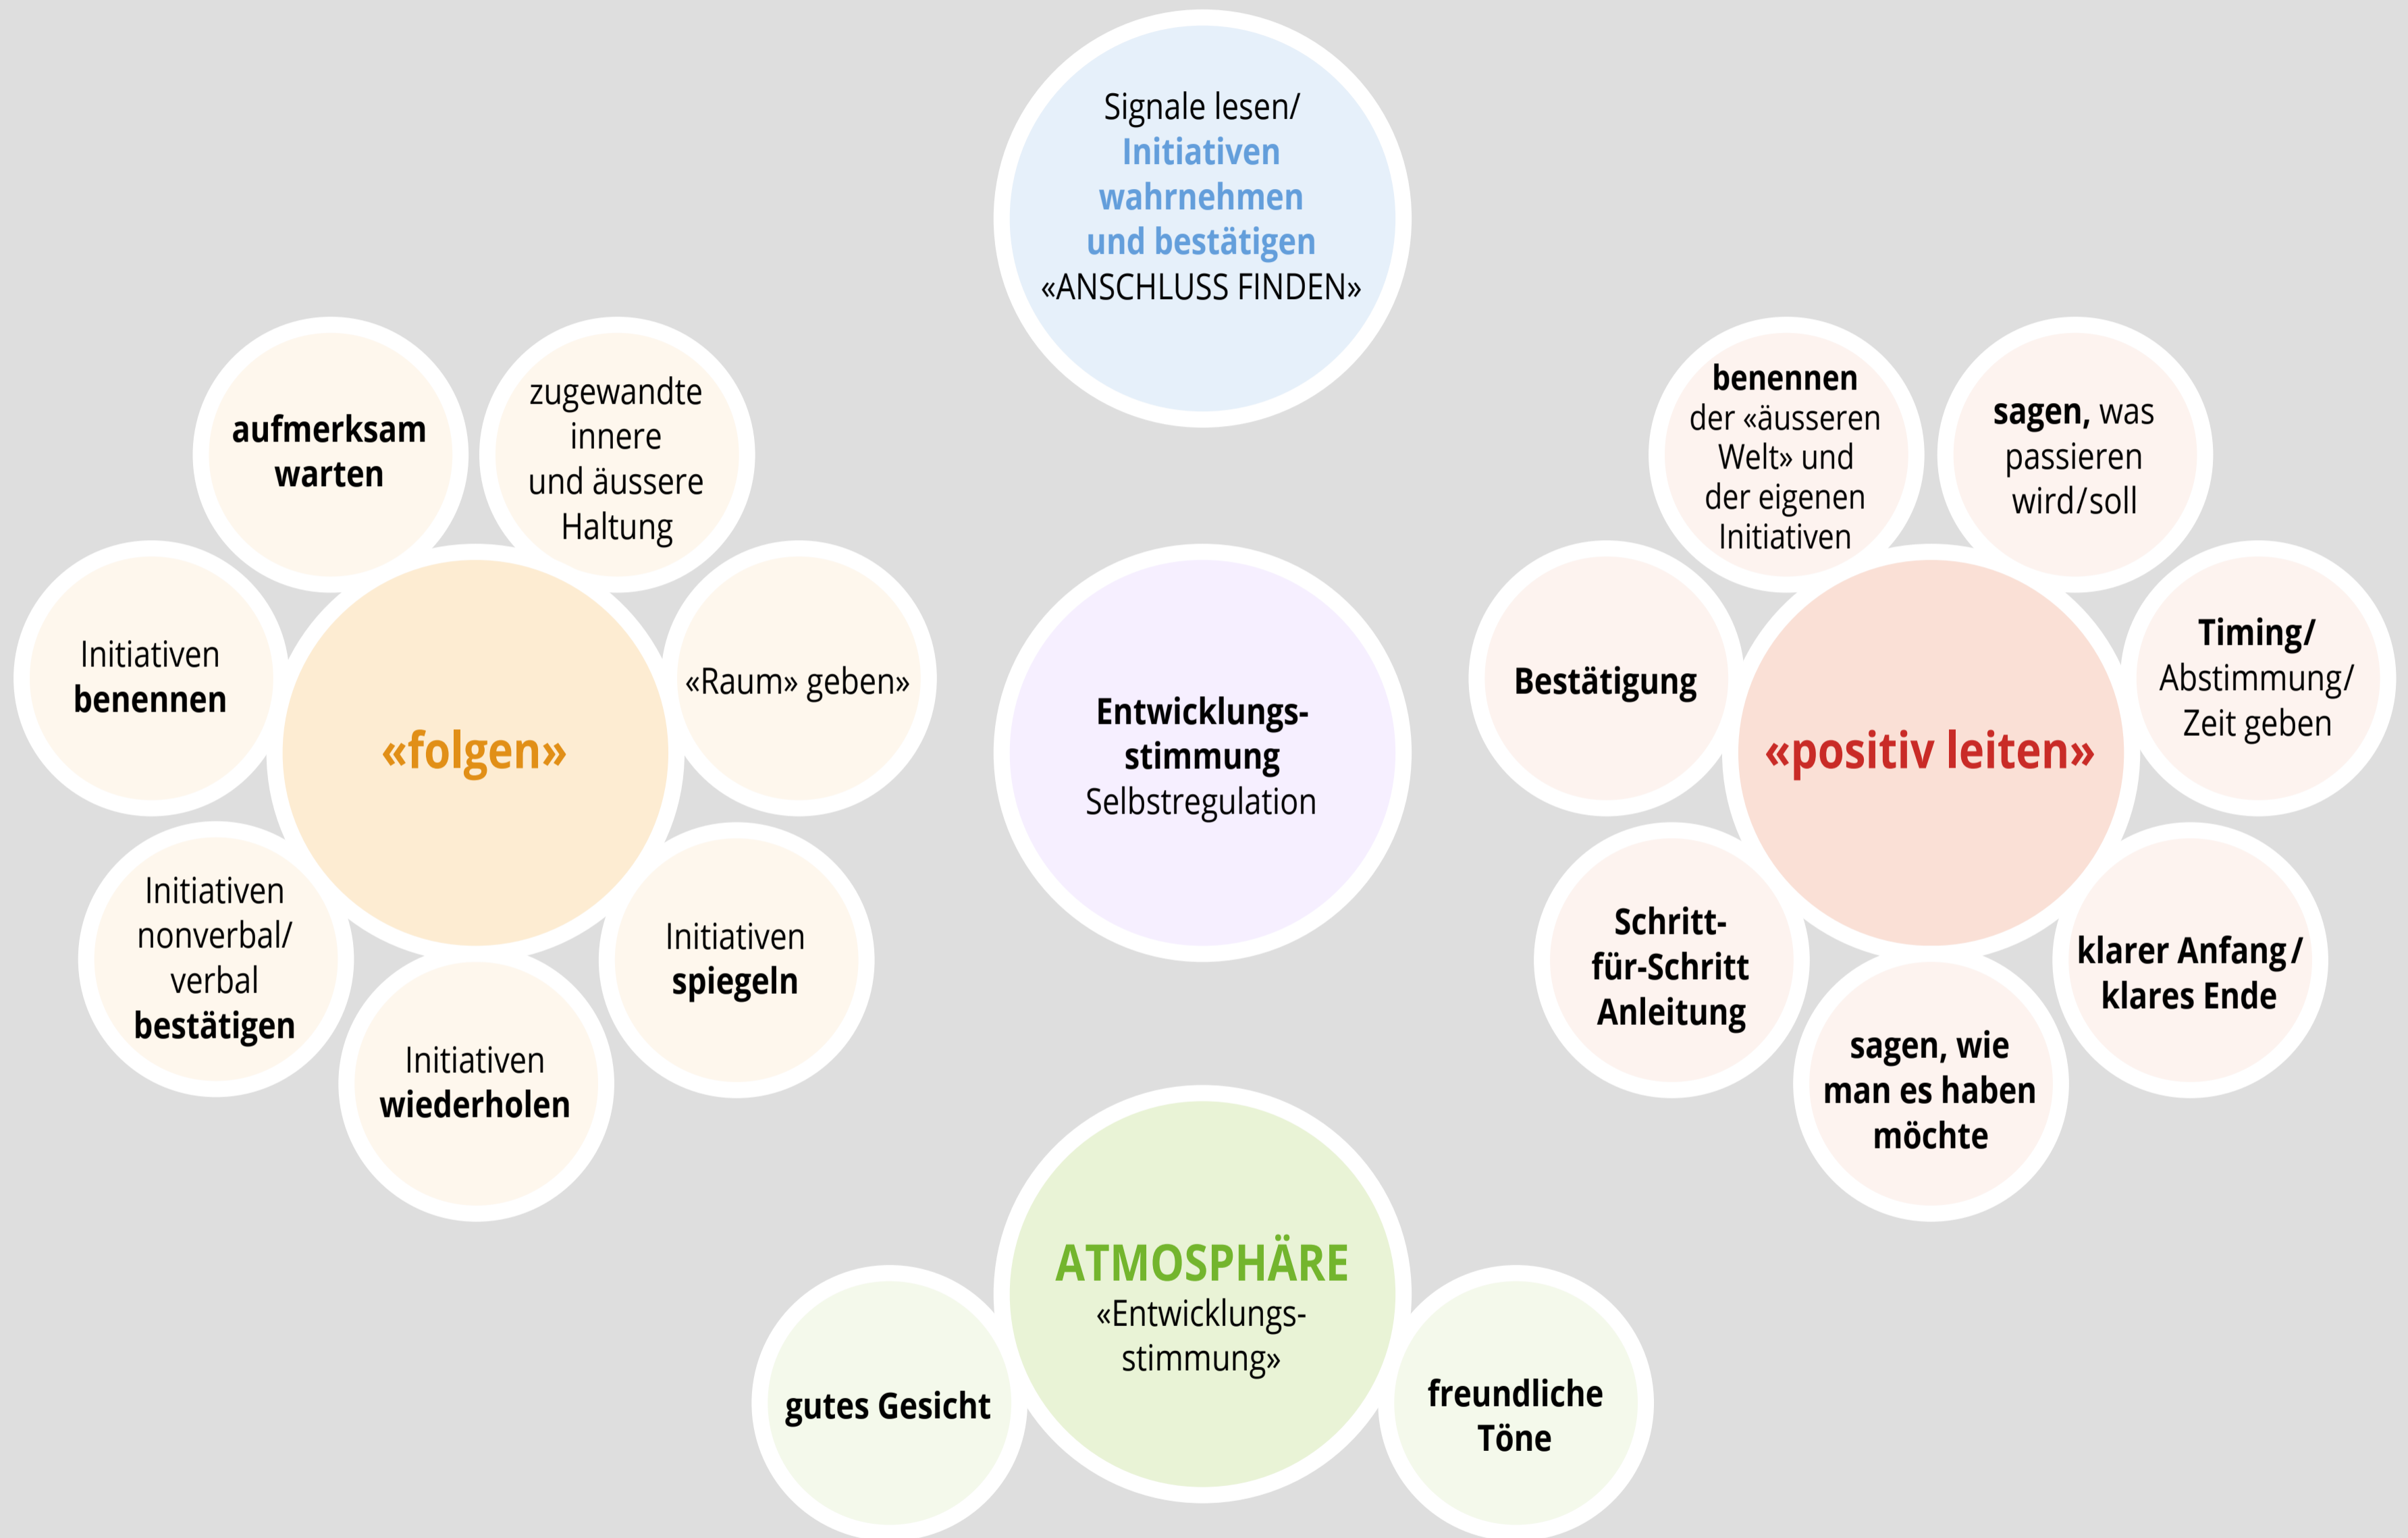 Signale lesen/
Initiativen
wahrnehmen
und bestätigen
«ANSCHLUSS FINDEN»
aufmerksam
warten
zugewandte
innere
und äussere
Haltung
Initiativen
benennen
«Raum» geben»
«folgen»
Initiativen
nonverbal/
verbal
bestätigen
Initiativen
spiegeln
Initiativen
wiederholen
Entwicklungs-
stimmung
Selbstregulation
benennen
der «äusseren
Welt» und
der eigenen
Initiativen
sagen, was
passieren
wird/soll
Bestätigung
Timing/
Abstimmung/
Zeit geben
«positiv leiten»
Schritt-
für-Schritt
Anleitung
klarer Anfang/
klares Ende
sagen, wie
man es haben
möchte
ATMOSPHÄRE
«Entwicklungs-
stimmung»
gutes Gesicht
freundliche
Töne